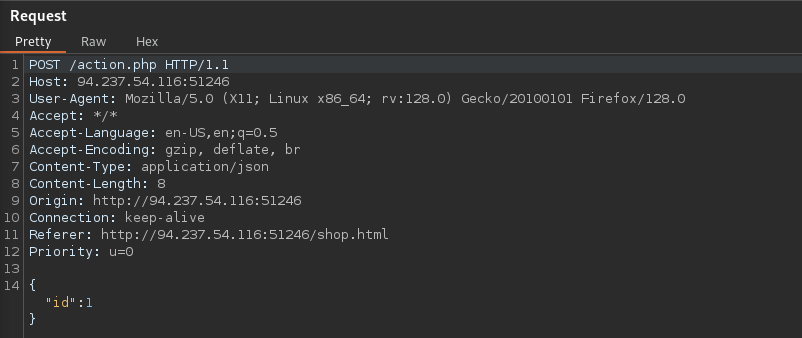 Request
Pretty Raw Hex
1 POST /action.php HTTP/1.1
2 Host: 94.237.54.116:51246
3 User-Agent: Mozilla/5.0 (X11; Linux x86_64; rv:128.0) Gecko/20100101 Firefox/128.0
4 Accept: */*
5 Accept-Language: en-US,en;q=0.5
6 Accept-Encoding: gzip, deflate, br
7 Content-Type: application/json
8 Content-Length: 8
9 Origin: http://94.237.54.116:51246
10 Connection: keep-alive
11 Referer: http://94.237.54.116:51246/shop.html
12 Priority: u=0
13
14 {
"id":1
}